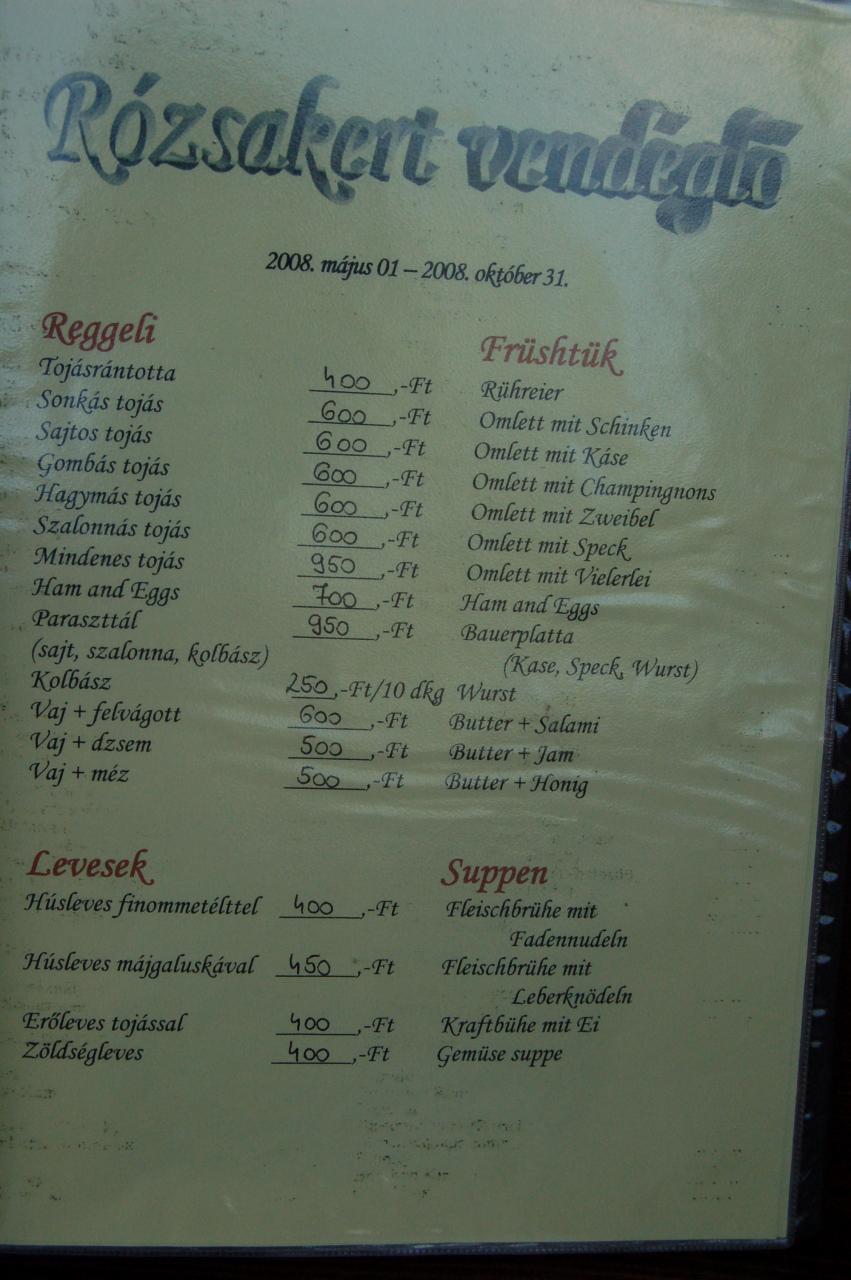 Rózsakert vendéglő
2008. május 01 – 2008. október 31.
Reggeli Früshtük
Tojásrántotta 400,-Ft Rühreier
Sonkás tojás 600,-Ft Omlett mit Schinken
Sajtos tojás 600,-Ft Omlett mit Káse
Gombás tojás 600,-Ft Omlett mit Champingnons
Hagymás tojás 600,-Ft Omlett mit Zweibel
Szalonnás tojás 600,-Ft Omlett mit Speck
Mindenes tojás 950,-Ft Omlett mit Vielerlei
Ham and Eggs 700,-Ft Ham and Eggs
Paraszttál 950,-Ft Bauerplatta
(sajt, szalonna, kolbász) (Kase, Speck, Wurst)
Kolbász 250,-Ft/10 dkg Wurst
Vaj + felvágott 600,-Ft Butter + Salami
Vaj + dzsem 500,-Ft Butter + Jam
Vaj + méz 500,-Ft Butter + Honig
Levesek Suppen
Húsleves finommetélttel 400,-Ft Fleischbrühe mit
Fadennudeln
Húsleves májgaluskával 450,-Ft Fleischbrühe mit
Leberknödeln
Erőleves tojással 400,-Ft Kraftbühe mit Ei
Zöldségleves 400,-Ft Gemüse suppe